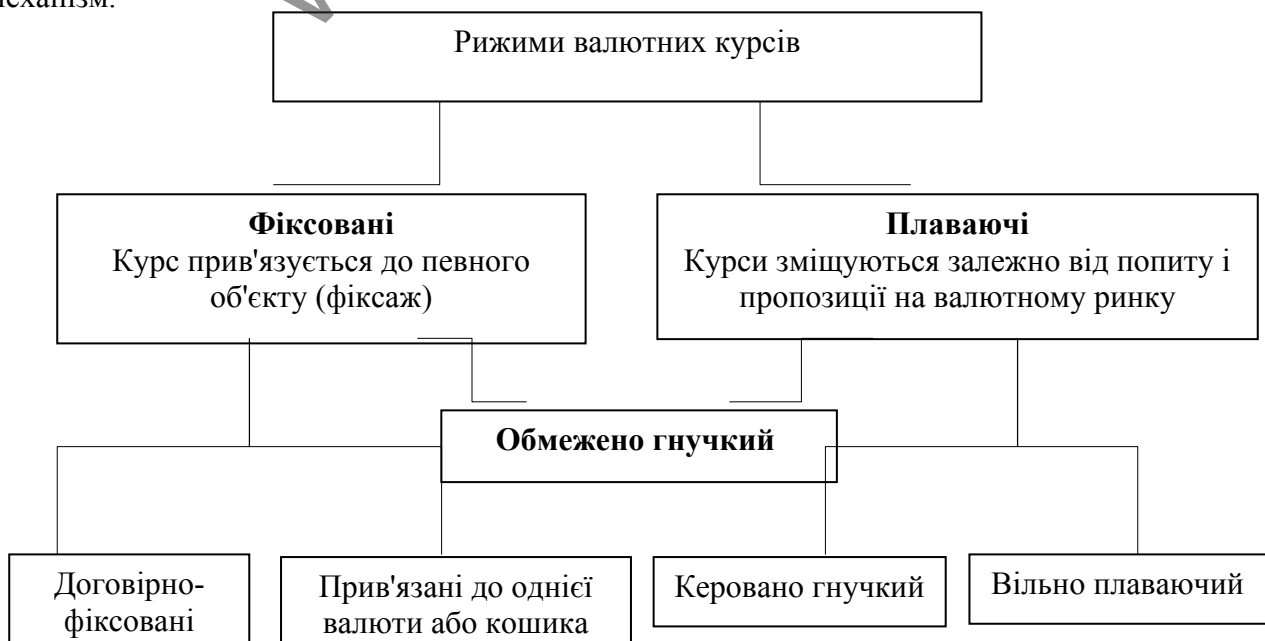 механізм.
Рижими валютних курсів
Фіксовані
Курс прив'язується до певного
об'єкту (фіксаж)
Плаваючі
Курси зміщуються залежно від попиту і
пропозиції на валютному ринку
Обмежено гнучкий
Договірно-
фіксовані
Прив'язані до однієї
валюти або кошика
Керовано гнучкий
Вільно плаваючий